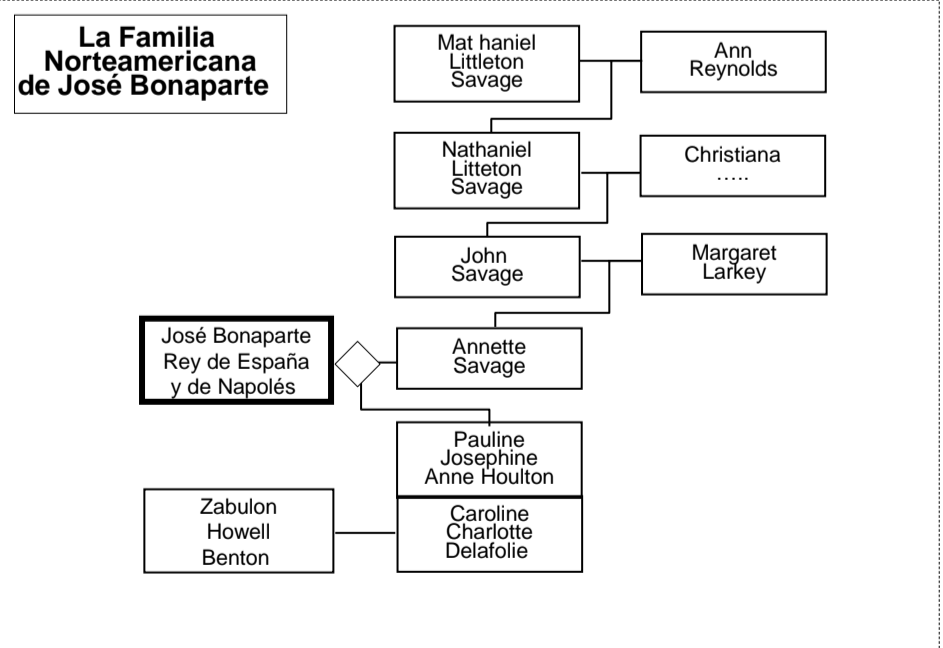 La Familia
Norteamericana
de José Bonaparte
Mat haniel
Littleton
Savage
Ann
Reynolds
Nathaniel
Litteton
Savage
Christiana
…..
John
Savage
Margaret
Larkey
José Bonaparte
Rey de España
y de Napolés
Annette
Savage
Pauline
Josephine
Anne Houlton
Zabulon
Howell
Benton
Caroline
Charlotte
Delafolie